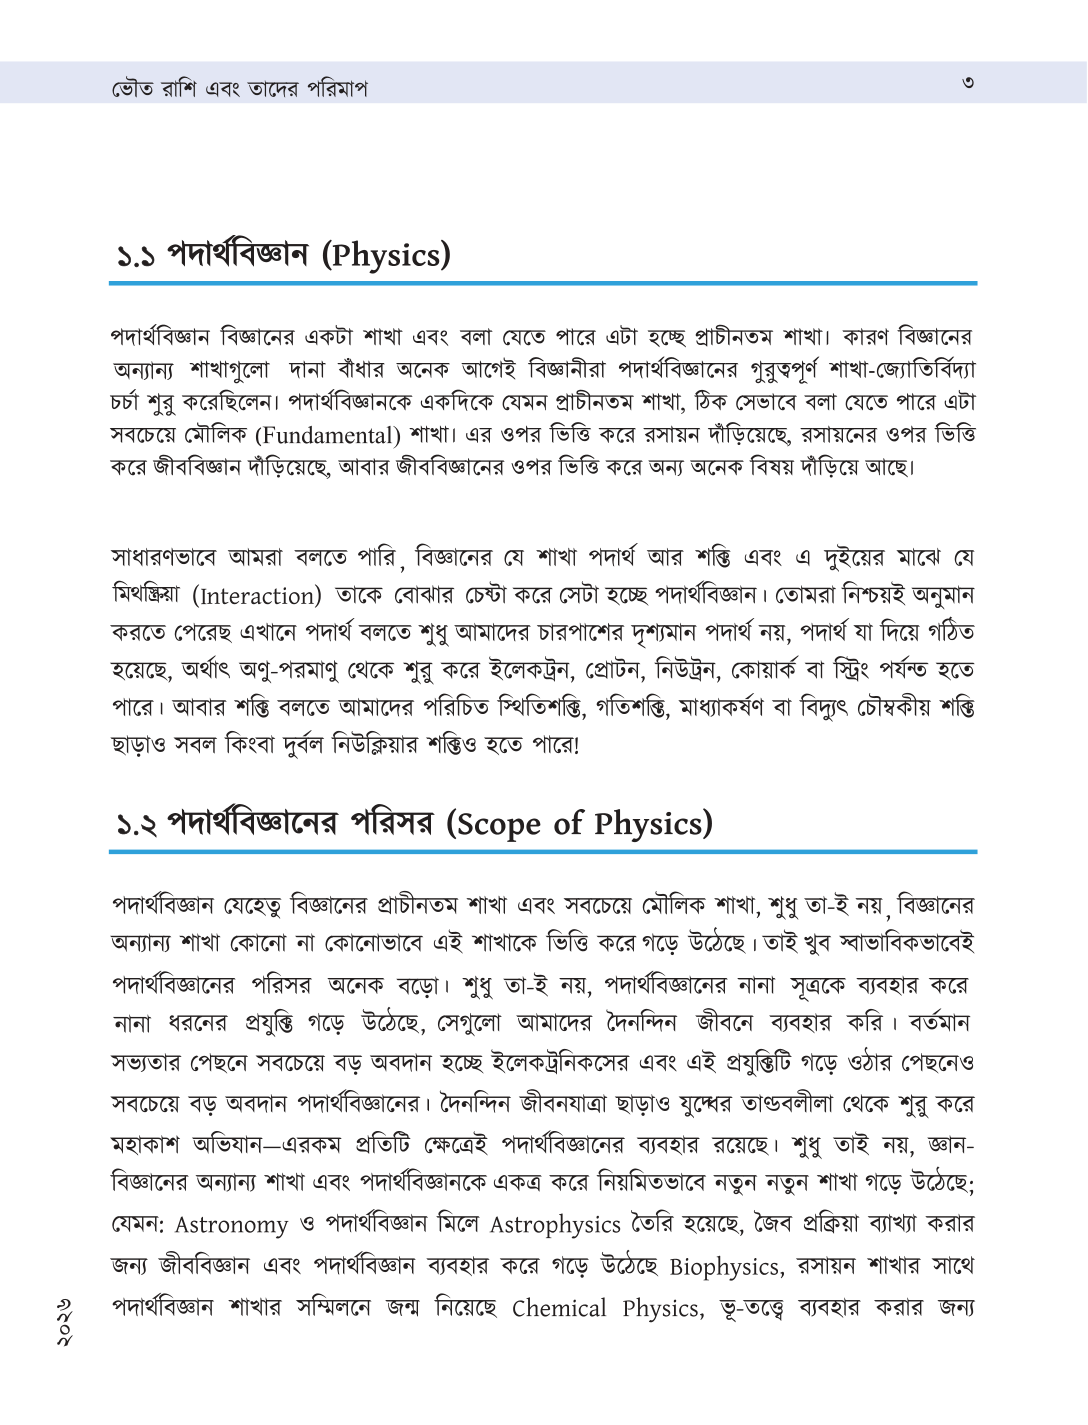 ভৌত রাশি এবং তাদের পরিমাপ ৩
১.১ পদার্থবিজ্ঞান (Physics)
পদার্থবিজ্ঞান বিজ্ঞানের একটা শাখা এবং বলা যেতে পারে এটা হচ্ছে প্রাচীনতম শাখা। কারণ বিজ্ঞানের
অন্যান্য শাখাগুলো দানা বাঁধার অনেক আগেই বিজ্ঞানীরা পদার্থবিজ্ঞানের গুরুত্বপূর্ণ শাখা-জ্যোতির্বিদ্যা
চর্চা শুরু করেছিলেন। পদার্থবিজ্ঞানকে একদিকে যেমন প্রাচীনতম শাখা, ঠিক সেভাবে বলা যেতে পারে এটা
সবচেয়ে মৌলিক (Fundamental) শাখা। এর ওপর ভিত্তি করে রসায়ন দাঁড়িয়েছে, রসায়নের ওপর ভিত্তি
করে জীববিজ্ঞান দাঁড়িয়েছে, আবার জীববিজ্ঞানের ওপর ভিত্তি করে অন্য অনেক বিষয় দাঁড়িয়ে আছে।
সাধারণভাবে আমরা বলতে পারি, বিজ্ঞানের যে শাখা পদার্থ আর শক্তি এবং এ দুইয়ের মাঝে যে
মিথস্ক্রিয়া (Interaction) তাকে বোঝার চেষ্টা করে সেটা হচ্ছে পদার্থবিজ্ঞান। তোমরা নিশ্চয়ই অনুমান
করতে পেরেছ এখানে পদার্থ বলতে শুধু আমাদের চারপাশের দৃশ্যমান পদার্থ নয়, পদার্থ যা দিয়ে গঠিত
হয়েছে, অর্থাৎ অণু-পরমাণু থেকে শুরু করে ইলেকট্রন, প্রোটন, নিউট্রন, কোয়ার্ক বা স্ট্রিং পর্যন্ত হতে
পারে। আবার শক্তি বলতে আমাদের পরিচিত স্থিতিশক্তি, গতিশক্তি, মাধ্যাকর্ষণ বা বিদ্যুৎ চৌম্বকীয় শক্তি
ছাড়াও সবল কিংবা দুর্বল নিউক্লিয়ার শক্তিও হতে পারে!
১.২ পদার্থবিজ্ঞানের পরিসর (Scope of Physics)
পদার্থবিজ্ঞান যেহেতু বিজ্ঞানের প্রাচীনতম শাখা এবং সবচেয়ে মৌলিক শাখা, শুধু তা-ই নয়, বিজ্ঞানের
অন্যান্য শাখা কোনো না কোনোভাবে এই শাখাকে ভিত্তি করে গড়ে উঠেছে। তাই খুব স্বাভাবিকভাবেই
পদার্থবিজ্ঞানের পরিসর অনেক বড়ো। শুধু তা-ই নয়, পদার্থবিজ্ঞানের নানা সূত্রকে ব্যবহার করে
নানা ধরনের প্রযুক্তি গড়ে উঠেছে, সেগুলো আমাদের দৈনন্দিন জীবনে ব্যবহার করি। বর্তমান
সভ্যতার পেছনে সবচেয়ে বড় অবদান হচ্ছে ইলেকট্রনিকসের এবং এই প্রযুক্তিটি গড়ে ওঠার পেছনেও
সবচেয়ে বড় অবদান পদার্থবিজ্ঞানের। দৈনন্দিন জীবনযাত্রা ছাড়াও যুদ্ধের তাণ্ডবলীলা থেকে শুরু করে
মহাকাশ অভিযান—এরকম প্রতিটি ক্ষেত্রেই পদার্থবিজ্ঞানের ব্যবহার রয়েছে। শুধু তাই নয়, জ্ঞান-
বিজ্ঞানের অন্যান্য শাখা এবং পদার্থবিজ্ঞানকে একত্র করে নিয়মিতভাবে নতুন নতুন শাখা গড়ে উঠেছে;
যেমন: Astronomy ও পদার্থবিজ্ঞান মিলে Astrophysics তৈরি হয়েছে, জৈব প্রক্রিয়া ব্যাখ্যা করার
জন্য জীববিজ্ঞান এবং পদার্থবিজ্ঞান ব্যবহার করে গড়ে উঠেছে Biophysics, রসায়ন শাখার সাথে
পদার্থবিজ্ঞান শাখার সম্মিলনে জন্ম নিয়েছে Chemical Physics, ভূ-তত্ত্বে ব্যবহার করার জন্য
২০২৬